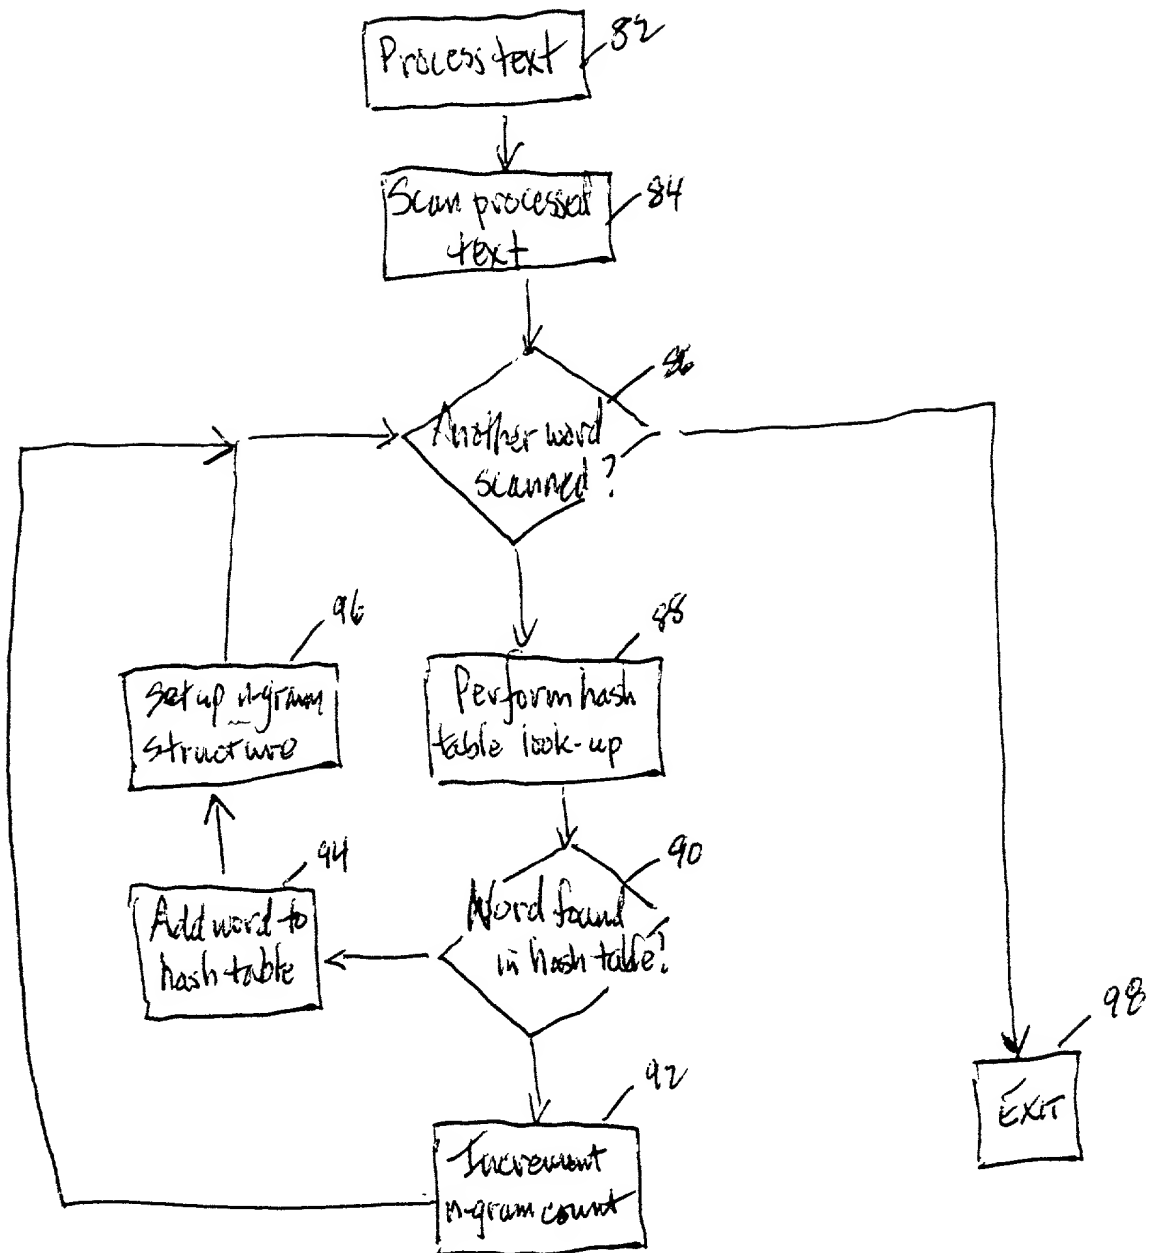 Process text
82
Scan processed
text
84
86
Another word
scanned?
96
Set up n-gram
structure
88
Perform hash
table look-up
94
Add word to
hash table
90
Word found
in hash table?
98
EXIT
92
Increment
n-gram count